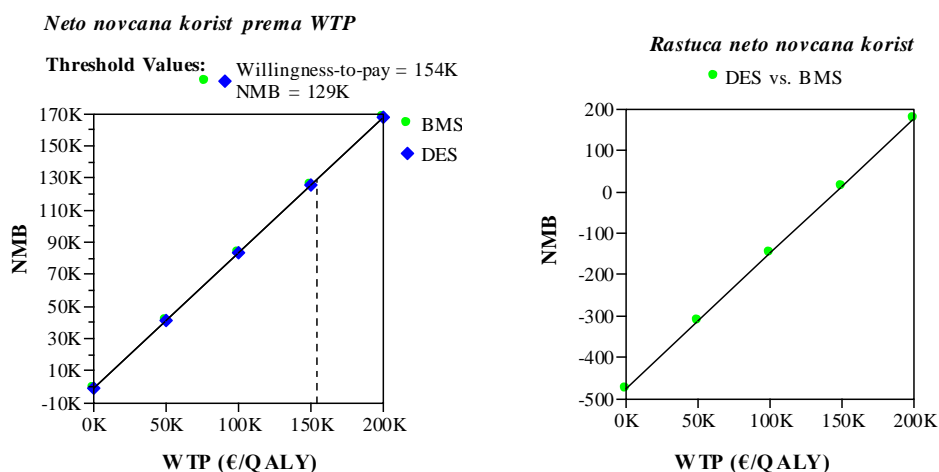 Neto novcana korist prema WTP
Threshold Values:
Willingness-to-pay = 154K
NMB = 129K
BMS
DES
NMB
170K
150K
130K
110K
90K
70K
50K
30K
10K
-10K
0K 50K 100K 150K 200K
WTP (€/QALY)
Rastuca neto novcana korist
DES vs. BMS
NMB
200
100
0
-100
-200
-300
-400
-500
0K 50K 100K 150K 200K
WTP (€/QALY)